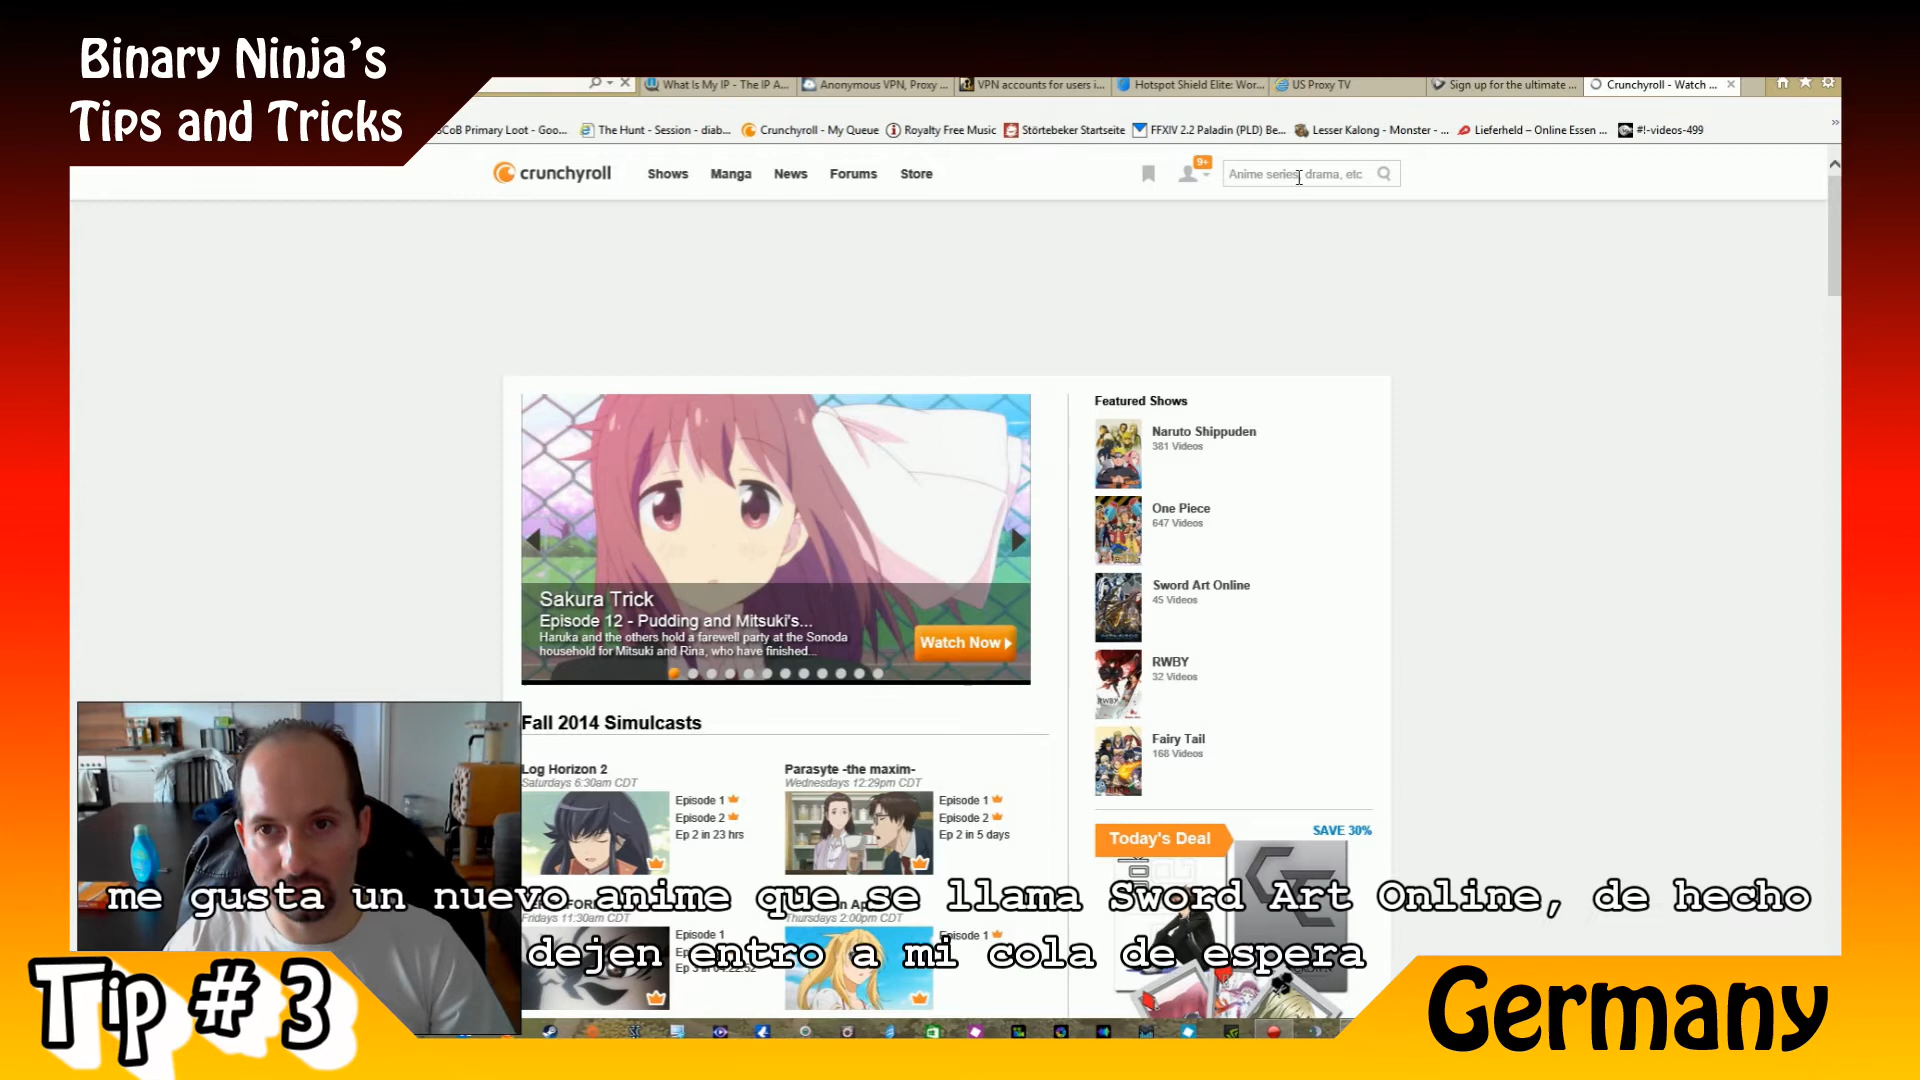 Binary Ninja's
Tips and Tricks
What Is My IP - The IP A...
Anonymous VPN, Proxy ...
VPN accounts for users i...
Hotspot Shield Elite: Wor...
US Proxy TV
Sign up for the ultimate ...
Crunchyroll - Watch ...
CoB Primary Loot - Goo...
The Hunt - Session - diab...
Crunchyroll - My Queue
Royalty Free Music
Störtebeker Startseite
FFXIV 2.2 Paladin (PLD) Be...
Lesser Kalong - Monster - ...
Lieferheld – Online Essen ...
#!-videos-499
crunchyroll
Shows
Manga
News
Forums
Store
9+
Anime series, drama, etc
Sakura Trick
Episode 12 - Pudding and Mitsuki's...
Haruka and the others hold a farewell party at the Sonoda
household for Mitsuki and Rina, who have finished...
Watch Now
Featured Shows
Naruto Shippuden
381 Videos
One Piece
647 Videos
Sword Art Online
45 Videos
RWBY
32 Videos
Fairy Tail
168 Videos
Fall 2014 Simulcasts
Log Horizon 2
Saturdays 6:30am CDT
Episode 1
Episode 2
Ep 2 in 23 hrs
Parasyte -the maxim-
Wednesdays 12:29pm CDT
Episode 1
Episode 2
Ep 2 in 5 days
Today's Deal
SAVE 30%
Fridays 11:30am CDT
Episode 1
Thursdays 2:00pm CDT
Episode 1
me gusta un nuevo anime que se llama Sword Art Online, de hecho
dejen entro a mi cola de espera
Tip # 3
Germany